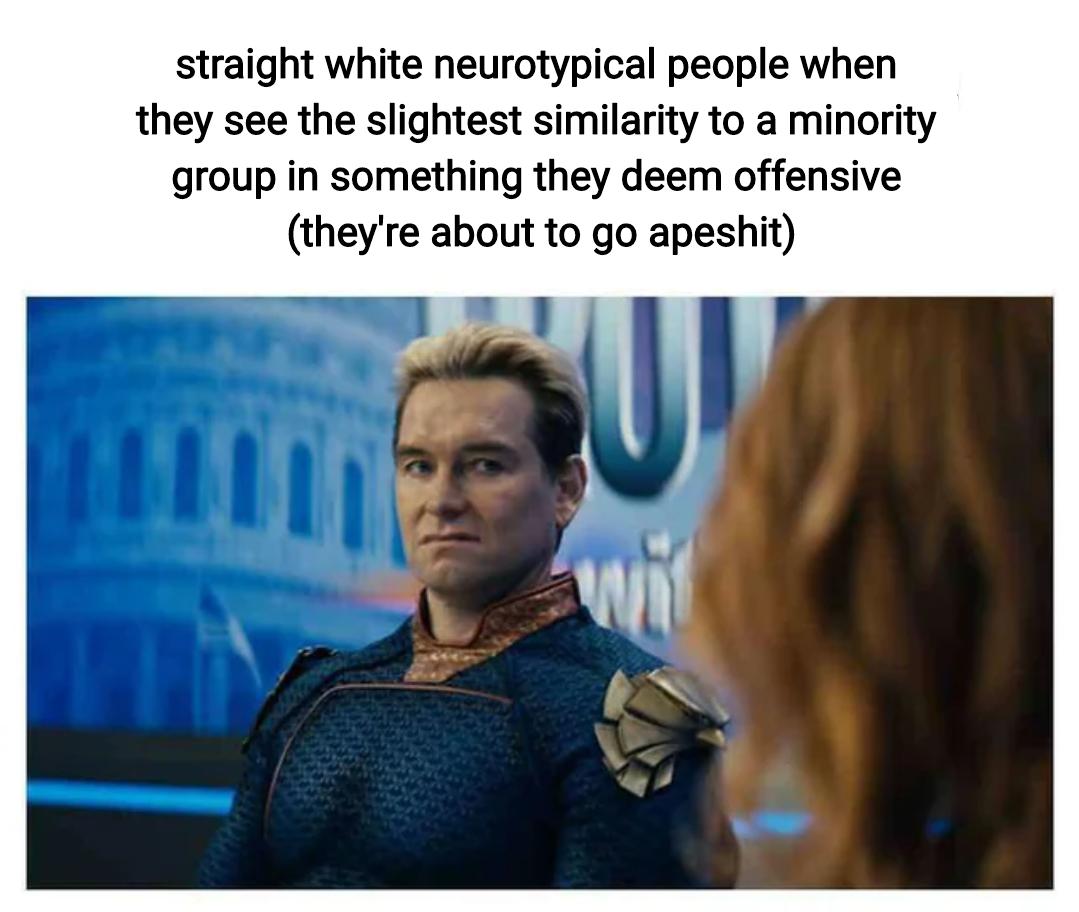 straight white neurotypical people when
they see the slightest similarity to a minority
group in something they deem offensive
(they're about to go apeshit)